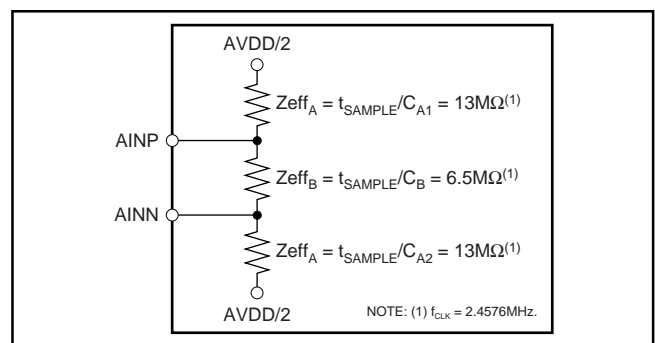 AVDD/2
Zeff_A = t_SAMPLE/C_A1 = 13MΩ(1)
AINP
Zeff_B = t_SAMPLE/C_B = 6.5MΩ(1)
AINN
Zeff_A = t_SAMPLE/C_A2 = 13MΩ(1)
AVDD/2
NOTE: (1) f_CLK = 2.4576MHz.